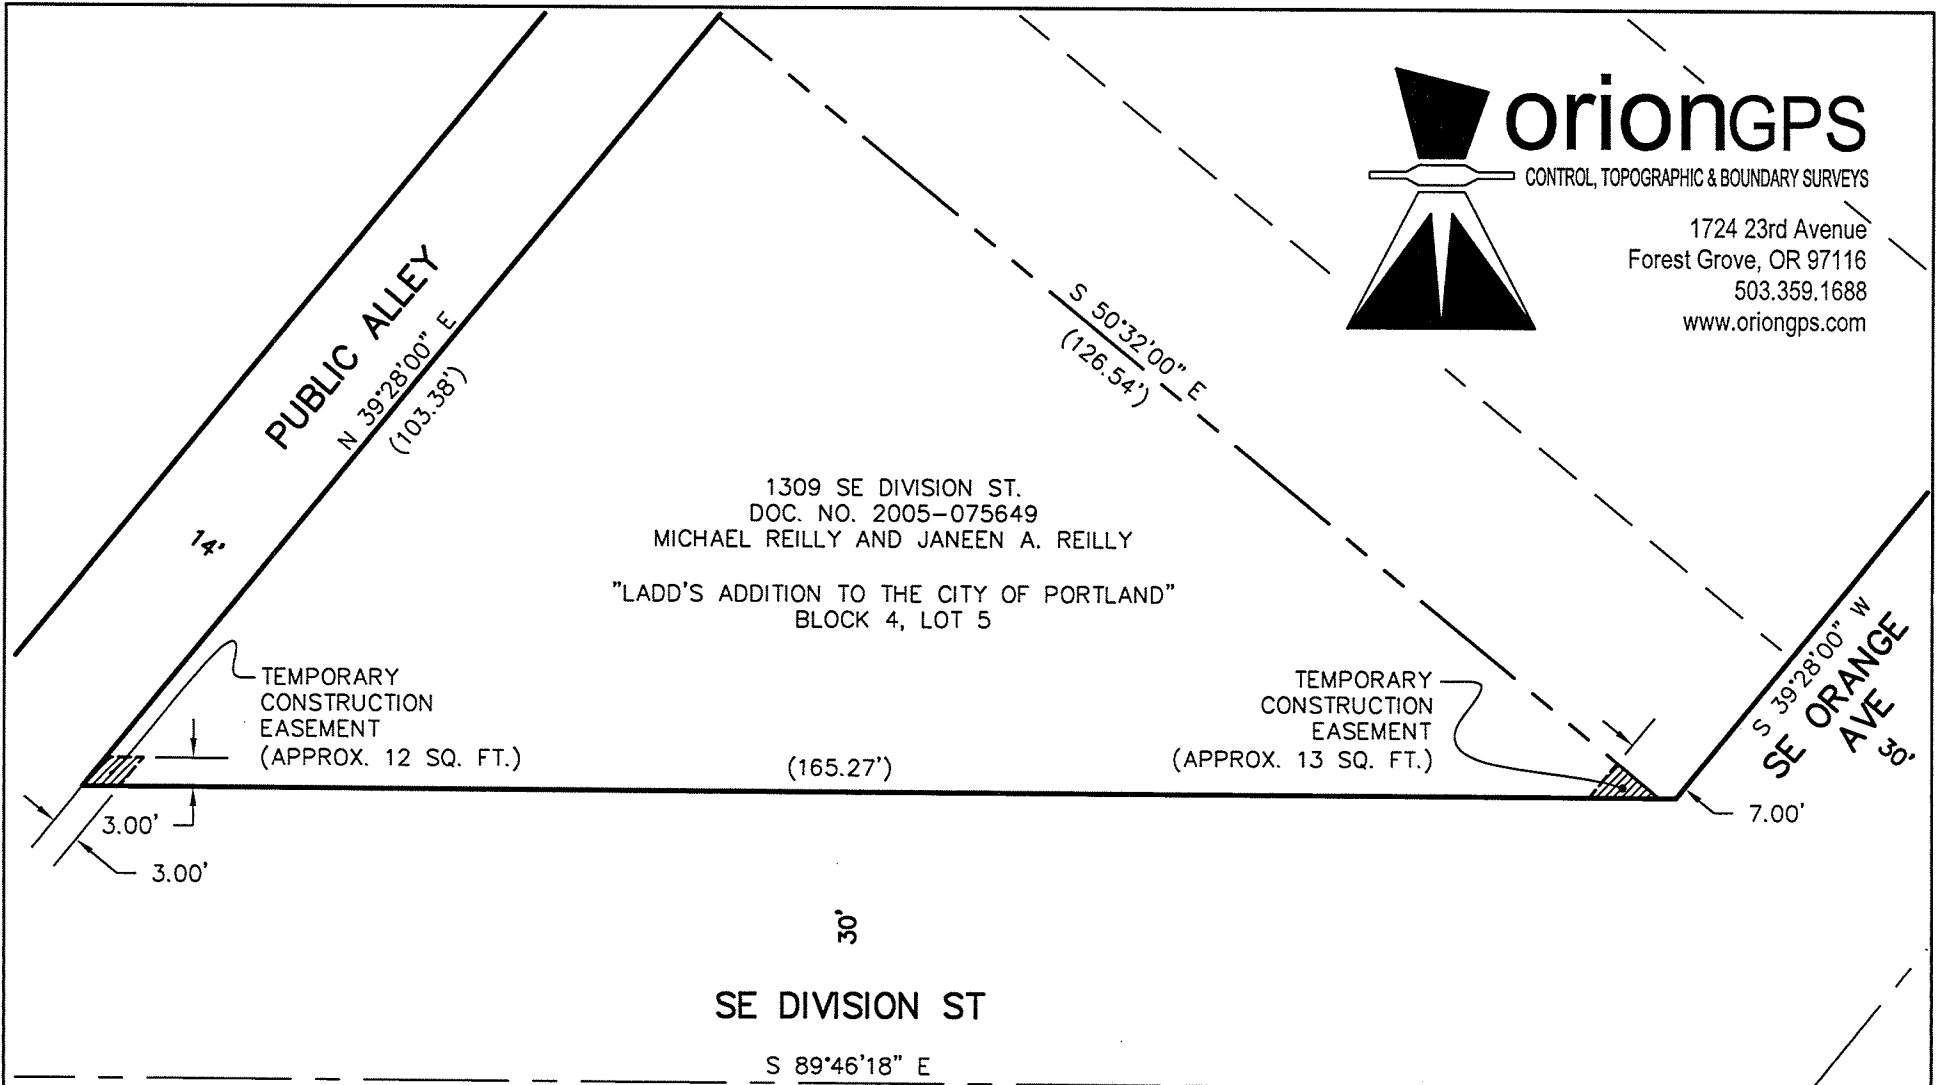 orionGPS
CONTROL, TOPOGRAPHIC & BOUNDARY SURVEYS
1724 23rd Avenue
Forest Grove, OR 97116
503.359.1688
www.oriongps.com
PUBLIC ALLEY
N 39°28'00" E
(103.38')
14'
S 50°32'00" E
(126.54')
1309 SE DIVISION ST.
DOC. NO. 2005-075649
MICHAEL REILLY AND JANEEN A. REILLY
"LADD'S ADDITION TO THE CITY OF PORTLAND"
BLOCK 4, LOT 5
TEMPORARY
CONSTRUCTION
EASEMENT
(APPROX. 12 SQ. FT.)
(165.27')
TEMPORARY
CONSTRUCTION
EASEMENT
(APPROX. 13 SQ. FT.)
S 39°28'00" W
SE ORANGE
AVE
30'
7.00'
3.00'
3.00'
30'
SE DIVISION ST
S 89°46'18" E